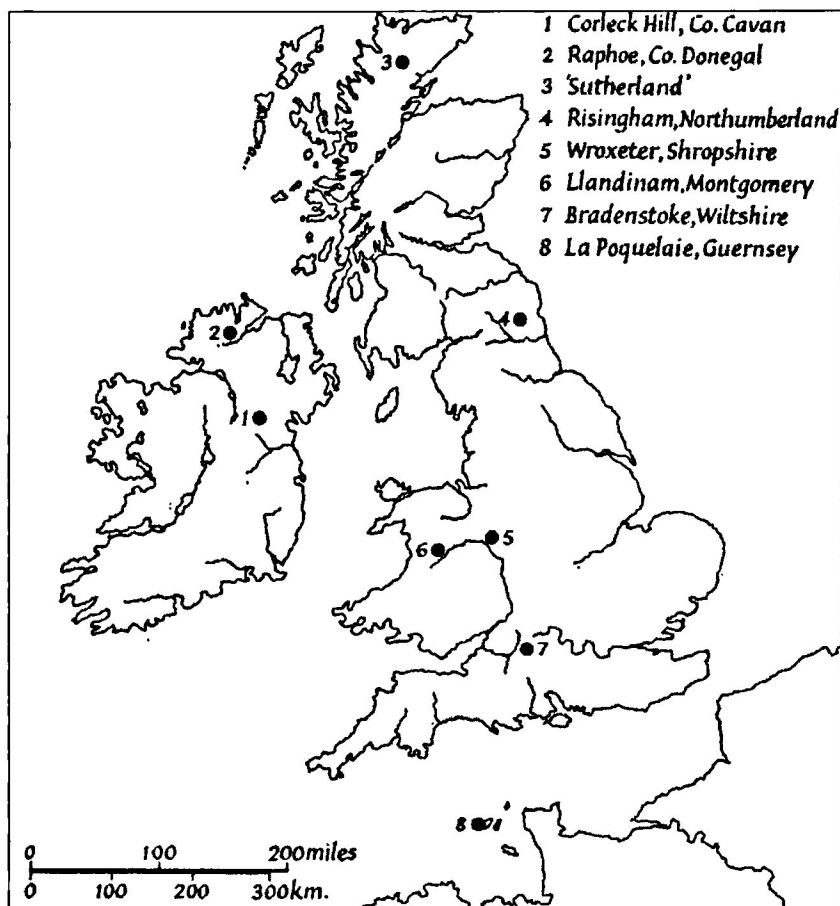 1 Corleck Hill, Co. Cavan
2 Raphoe, Co. Donegal
3 'Sutherland'
4 Risingham, Northumberland
5 Wroxeter, Shropshire
6 Llandinam, Montgomery
7 Bradenstoke, Wiltshire
8 La Poquelaie, Guernsey
3
2
4
1
5
6
7
8
0 100 200 miles
0 100 200 300 km.